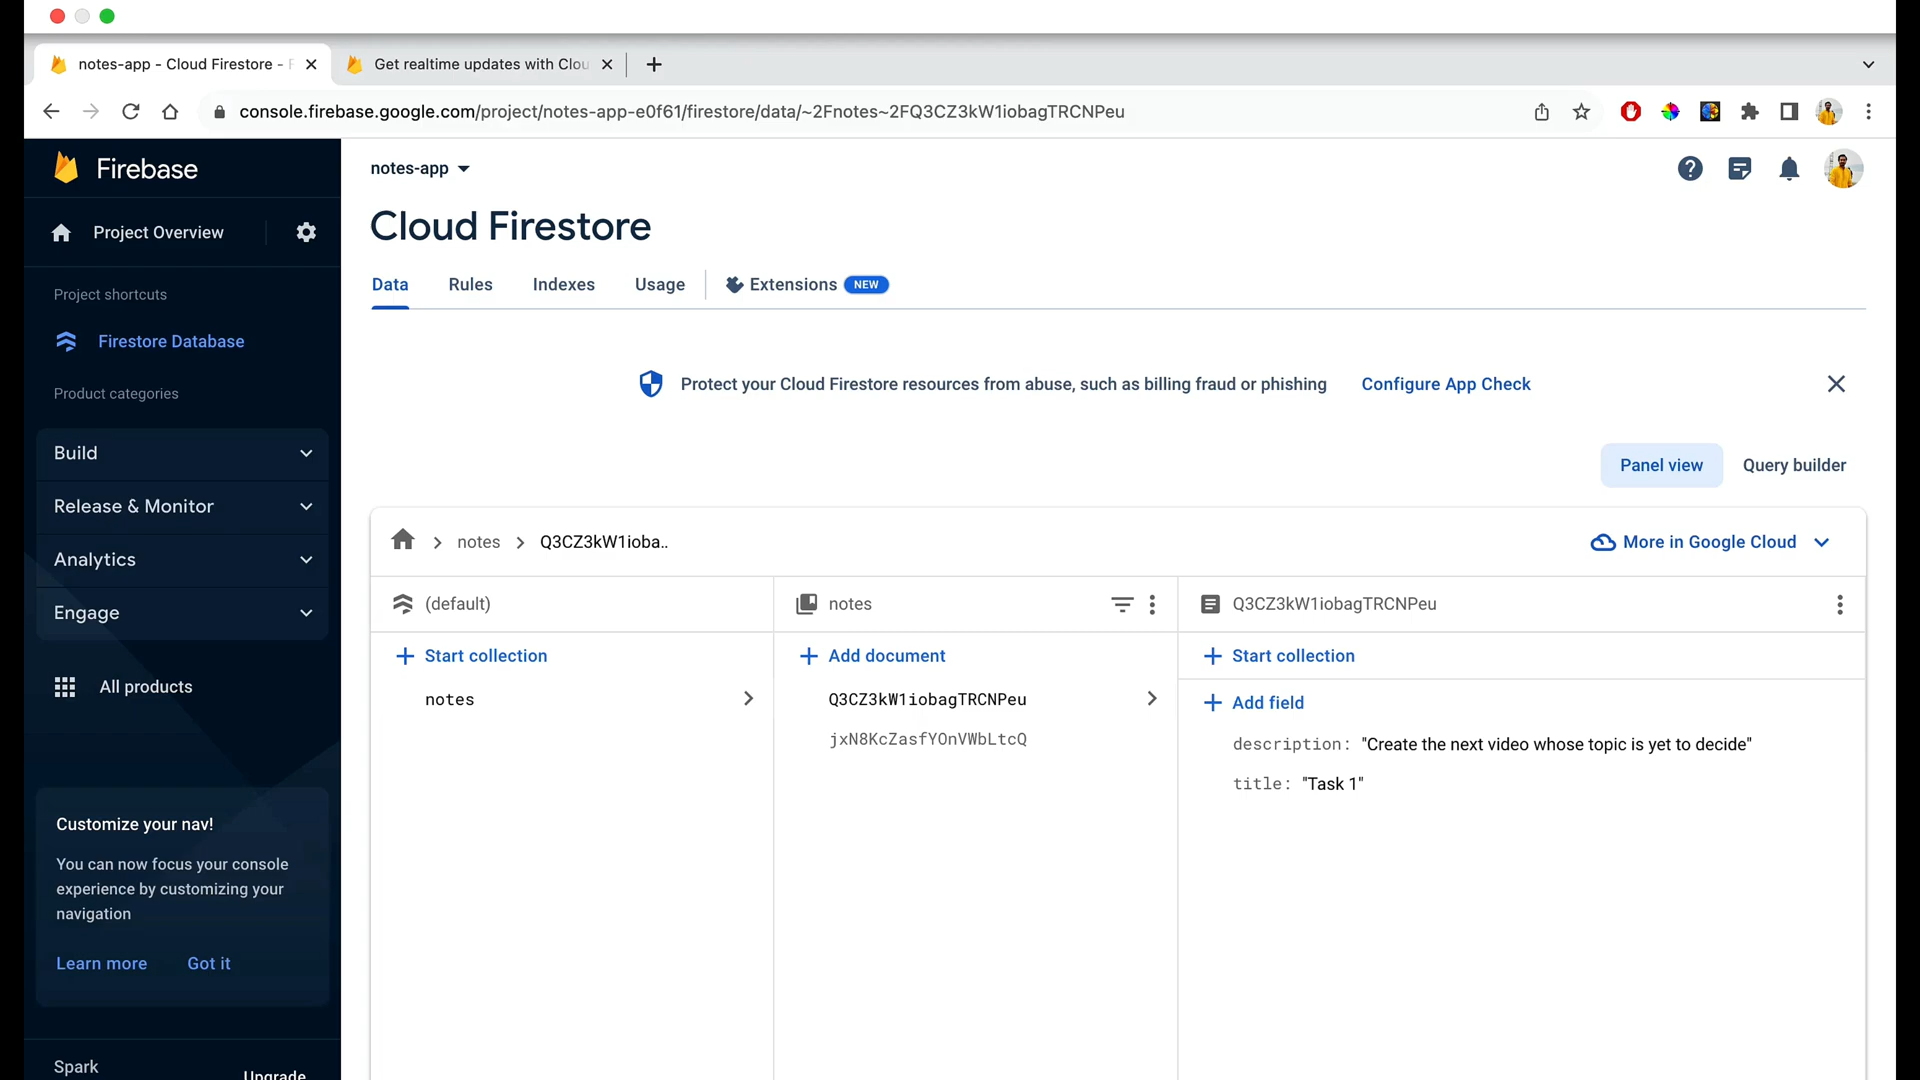 notes-app - Cloud Firestore - F
Get realtime updates with Clou
console.firebase.google.com/project/notes-app-e0f61/firestore/data/~2Fnotes~2FQ3CZ3kW1iobagTRCNPeu
Firebase
notes-app
Project Overview
Cloud Firestore
Data
Rules
Indexes
Usage
Extensions
NEW
Project shortcuts
Firestore Database
Product categories
Protect your Cloud Firestore resources from abuse, such as billing fraud or phishing
Configure App Check
Build
Release & Monitor
Analytics
Engage
All products
Panel view
Query builder
notes
Q3CZ3kW1ioba..
More in Google Cloud
(default)
notes
Q3CZ3kW1iobagTRCNPeu
Start collection
Add document
Start collection
notes
Q3CZ3kW1iobagTRCNPeu
Add field
jxN8KcZasfYOnVWbLtcQ
description: "Create the next video whose topic is yet to decide"
title: "Task 1"
Customize your nav!
You can now focus your console
experience by customizing your
navigation
Learn more
Got it
Spark
Upgrade